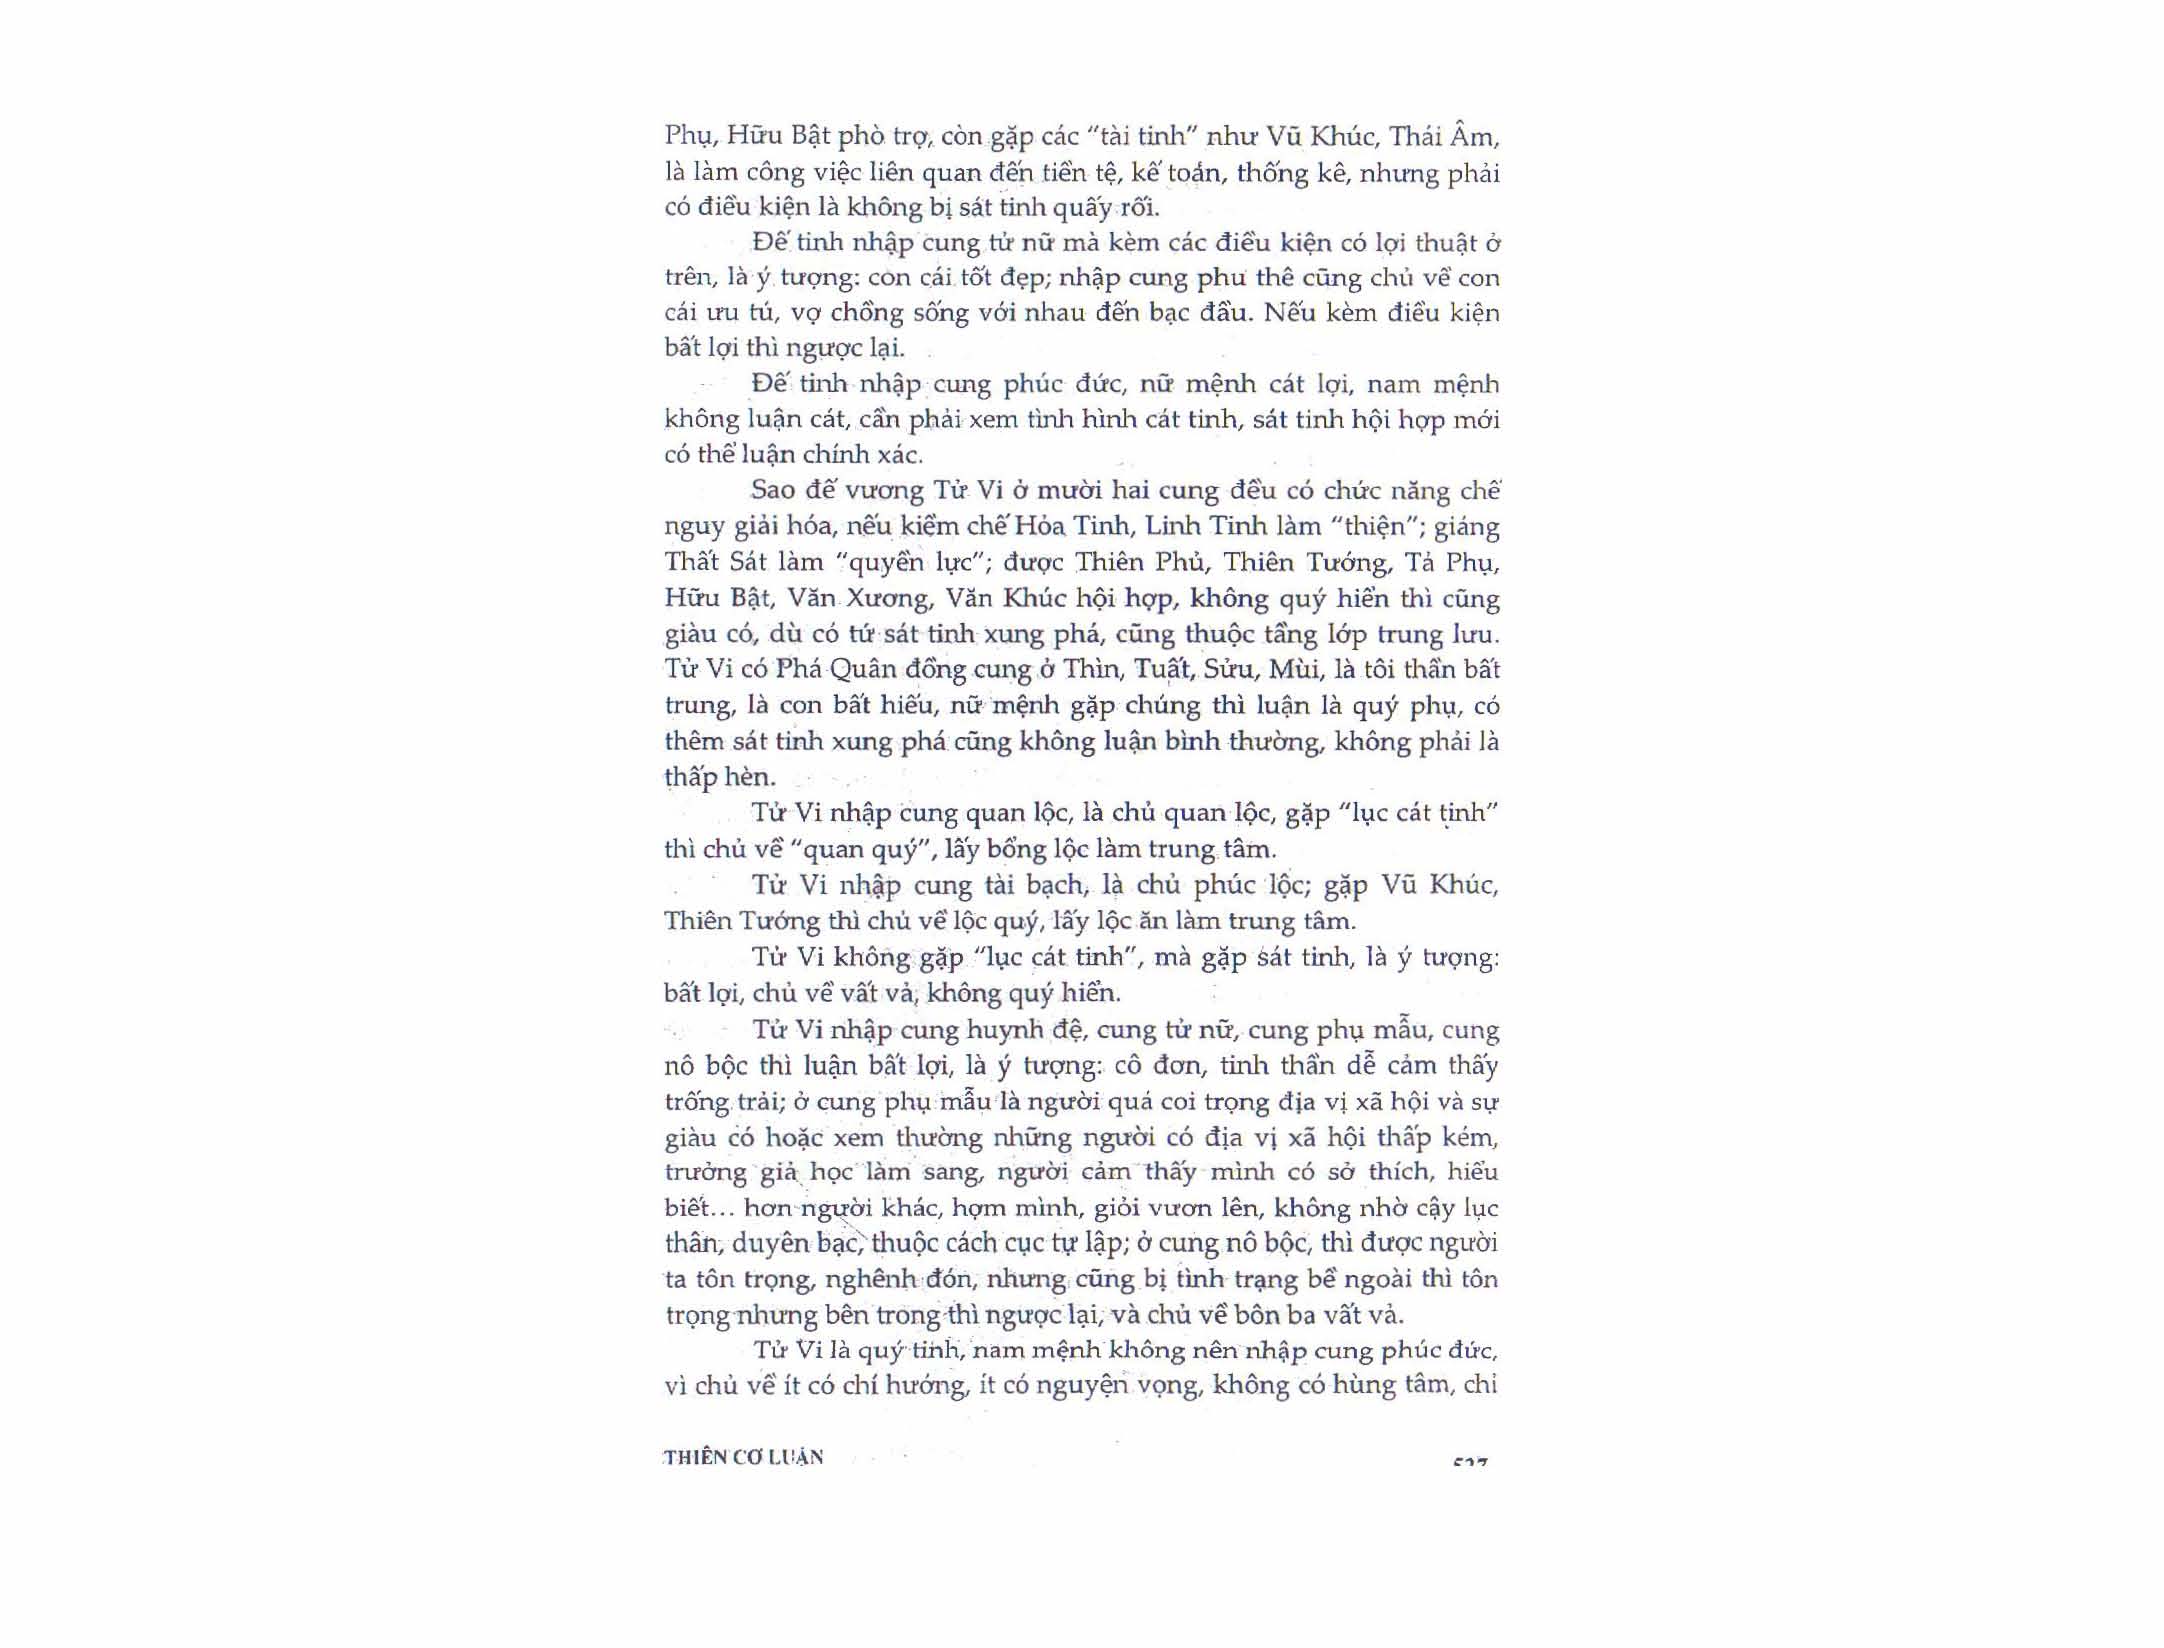 Phụ, Hữu Bật phò trợ, còn gặp các "tài tinh" như Vũ Khúc, Thái Âm,
là làm công việc liên quan đến tiền tệ, kế toán, thống kê, nhưng phải
có điều kiện là không bị sát tinh quấy rối.
Đế tinh nhập cung tử nữ mà kèm các điều kiện có lợi thuật ở
trên, là ý tượng: con cái tốt đẹp; nhập cung phu thê cũng chủ về con
cái ưu tú, vợ chồng sống với nhau đến bạc đầu. Nếu kèm điều kiện
bất lợi thì ngược lại.
Đế tinh nhập cung phúc đức, nữ mệnh cát lợi, nam mệnh
không luận cát, cần phải xem tình hình cát tinh, sát tinh hội hợp mới
có thể luận chính xác.
Sao đế vương Tử Vi ở mười hai cung đều có chức năng chế
nguy giải hóa, nếu kiềm chế Hỏa Tinh, Linh Tinh làm "thiện"; giáng
Thất Sát làm "quyền lực"; được Thiên Phủ, Thiên Tướng, Tả Phụ,
Hữu Bật, Văn Xương, Văn Khúc hội hợp, không quý hiển thì cũng
giàu có, dù có tứ sát tinh xung phá, cũng thuộc tầng lớp trung lưu.
Tử Vi có Phá Quân đồng cung ở Thìn, Tuất, Sửu, Mùi, là tôi thần bất
trung, là con bất hiếu, nữ mệnh gặp chúng thì luận là quý phụ, có
thêm sát tinh xung phá cũng không luận bình thường, không phải là
thấp hèn.
Tử Vi nhập cung quan lộc, là chủ quan lộc, gặp "lục cát tinh"
thì chủ về "quan quý", lấy bổng lộc làm trung tâm.
Tử Vi nhập cung tài bạch, là chủ phúc lộc; gặp Vũ Khúc,
Thiên Tướng thì chủ về lộc quý, lấy lộc ăn làm trung tâm.
Tử Vi không gặp "lục cát tinh", mà gặp sát tinh, là ý tượng:
bất lợi, chủ về vất vả, không quý hiển.
Tử Vi nhập cung huynh đệ, cung tử nữ, cung phụ mẫu, cung
nô bộc thì luận bất lợi, là ý tượng: cô đơn, tinh thần dễ cảm thấy
trống trải; ở cung phụ mẫu là người quá coi trọng địa vị xã hội và sự
giàu có hoặc xem thường những người có địa vị xã hội thấp kém,
trưởng giả học làm sang, người cảm thấy mình có sở thích, hiểu
biết... hơn người khác, hợm mình, giỏi vươn lên, không nhờ cậy lục
thân, duyên bạc, thuộc cách cục tự lập; ở cung nô bộc, thì được người
ta tôn trọng, nghênh đón, nhưng cũng bị tình trạng bề ngoài thì tôn
trọng nhưng bên trong thì ngược lại, và chủ về bôn ba vất vả.
Tử Vi là quý tinh, nam mệnh không nên nhập cung phúc đức,
vì chủ về ít có chí hướng, ít có nguyện vọng, không có hùng tâm, chỉ
THIÊN CƠ LUẬN